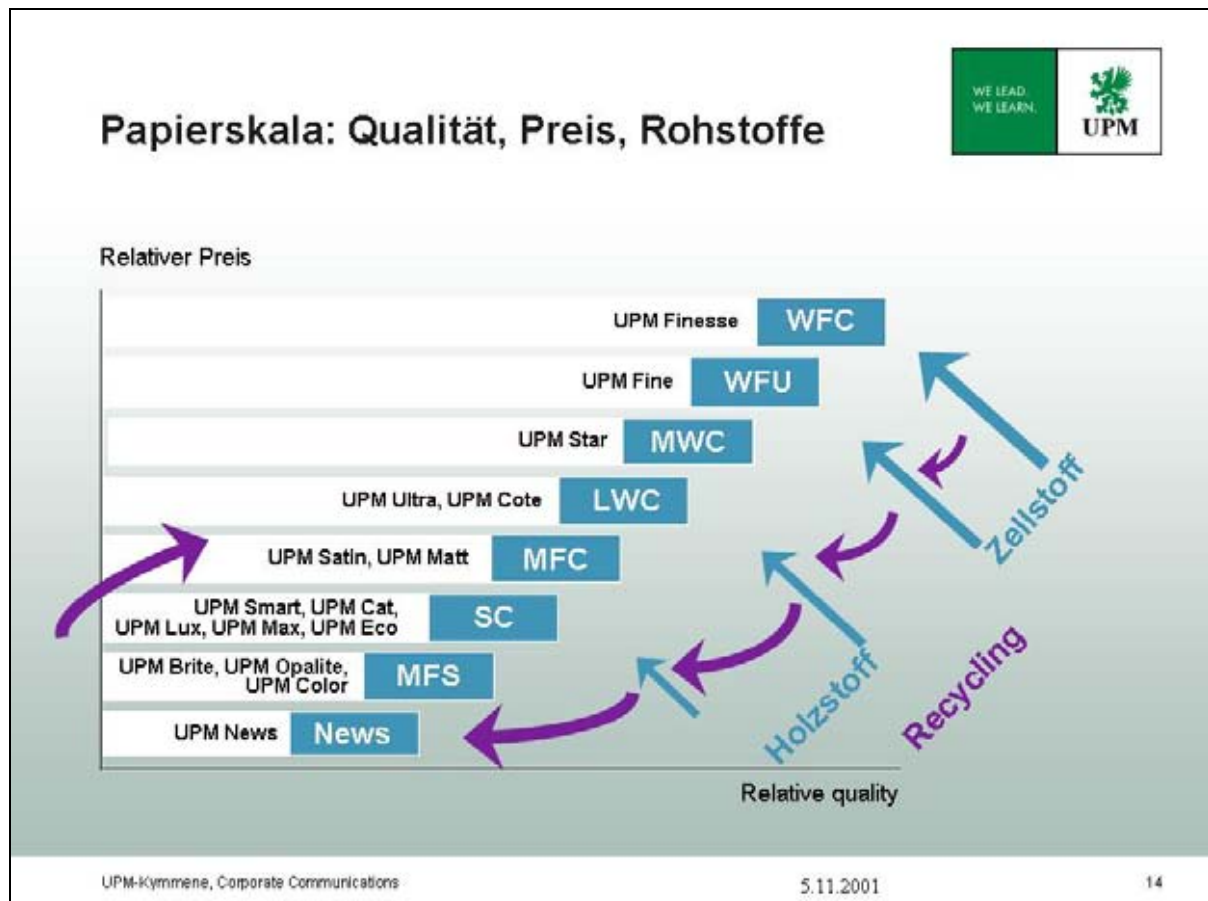 WE LEAD.
WE LEARN.
UPM
Papierskala: Qualität, Preis, Rohstoffe
Relativer Preis
UPM Finesse WFC
UPM Fine WFU
UPM Star MWC
UPM Ultra, UPM Cote LWC
UPM Satin, UPM Matt MFC
UPM Smart, UPM Cat,
UPM Lux, UPM Max, UPM Eco SC
UPM Brite, UPM Opalite,
UPM Color MFS
UPM News News
Zellstoff
Holzstoff
Recycling
Relative quality
UPM-Kymmene, Corporate Communications 5.11.2001 14